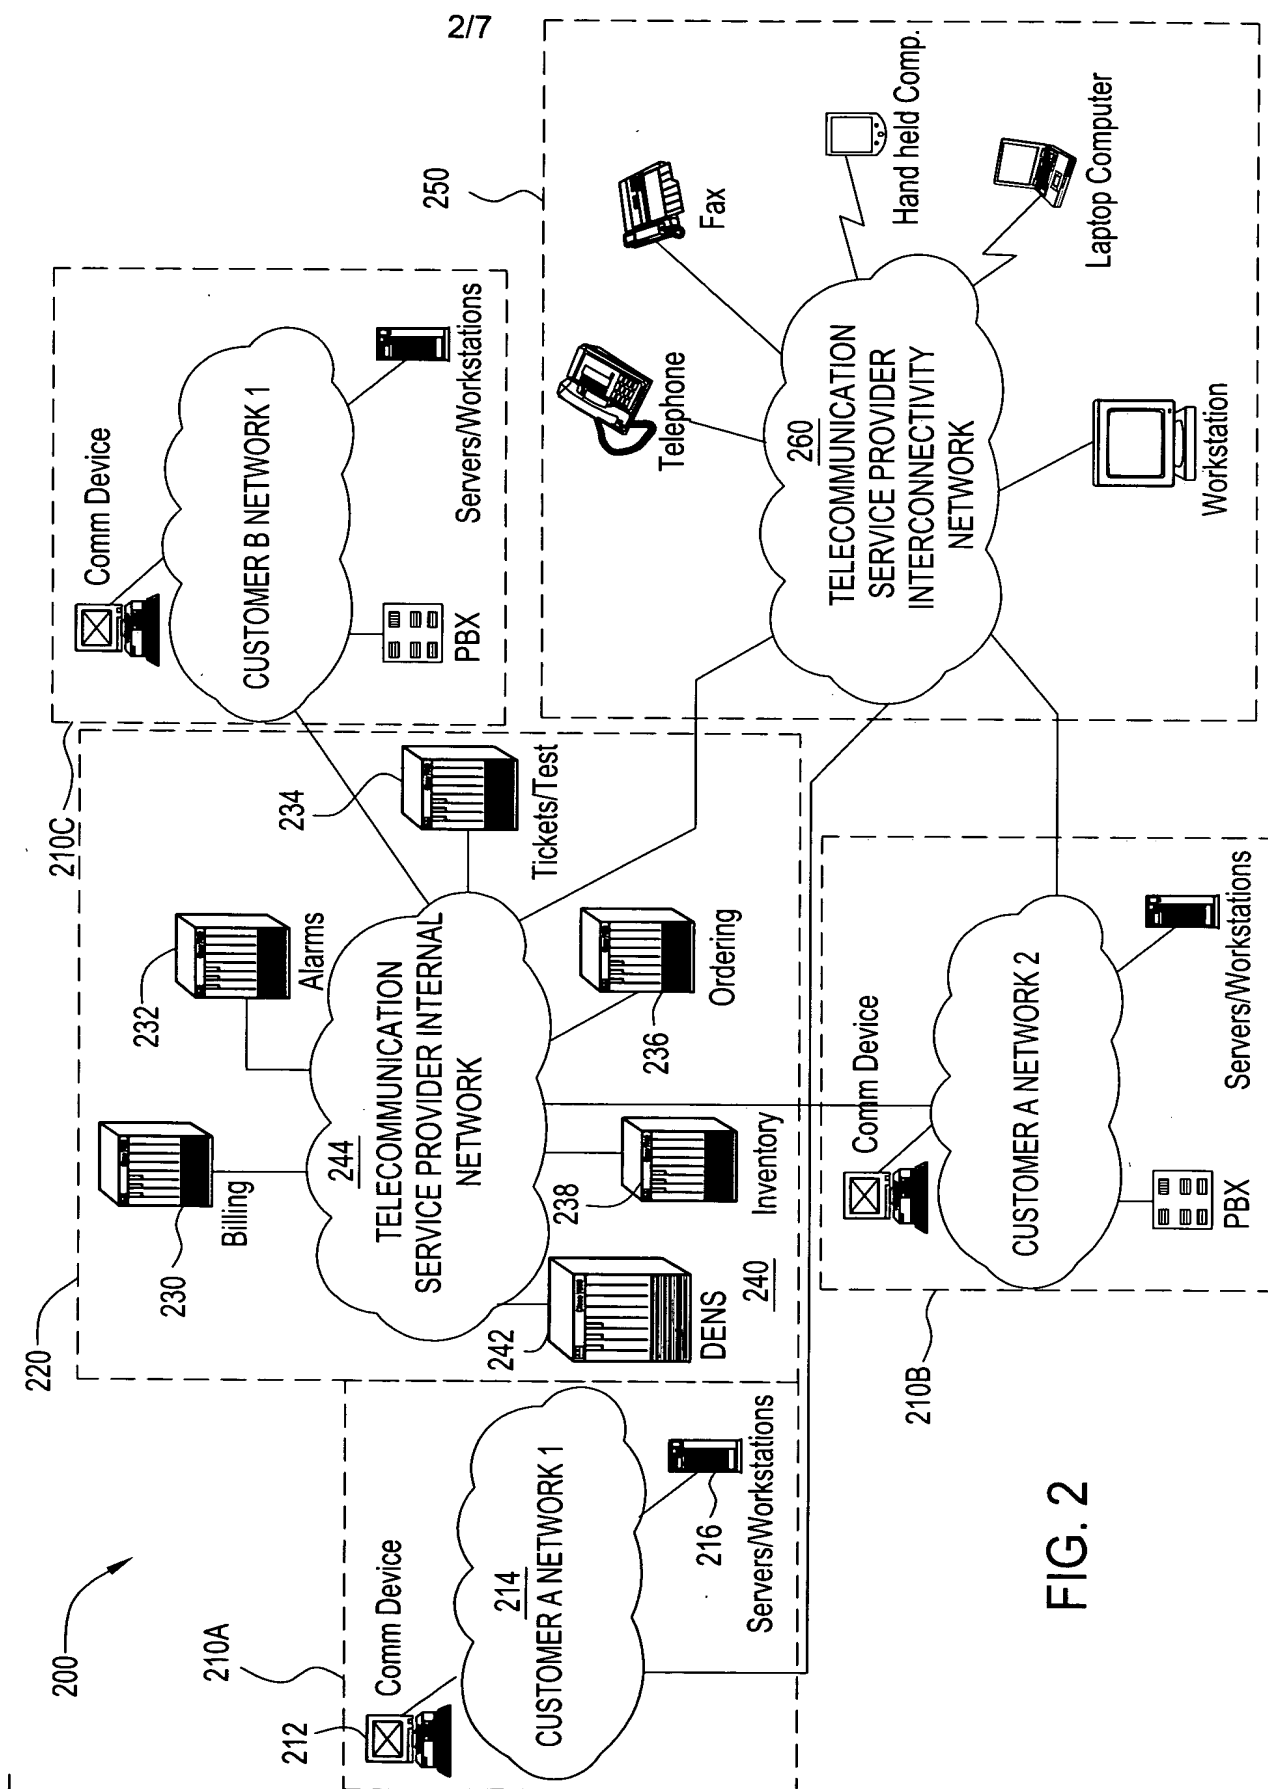 2/7
200
210A
212
Comm Device
214
CUSTOMER A NETWORK 1
216
Servers/Workstations
220
230
Billing
232
Alarms
234
Tickets/Test
244
TELECOMMUNICATION
SERVICE PROVIDER INTERNAL
NETWORK
236
Ordering
238
Inventory
242
DENS
240
210C
Comm Device
CUSTOMER B NETWORK 1
PBX
Servers/Workstations
210B
Comm Device
CUSTOMER A NETWORK 2
PBX
Servers/Workstations
250
Telephone
Fax
Hand held Comp.
Laptop Computer
Workstation
260
TELECOMMUNICATION
SERVICE PROVIDER
INTERCONNECTIVITY
NETWORK
FIG. 2